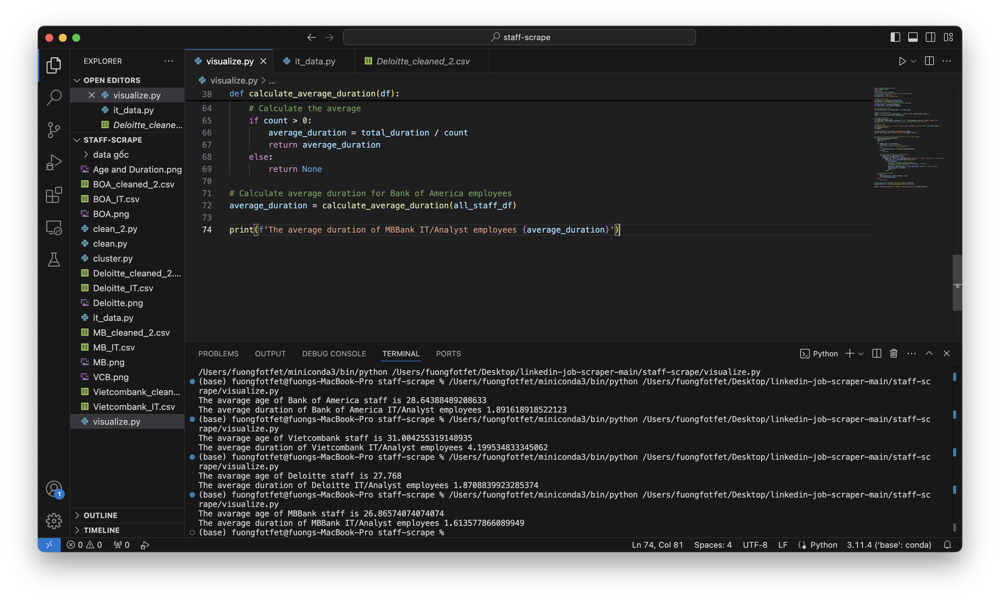 staff-scrape
EXPLORER
OPEN EDITORS
visualize.py
it_data.py
Deloitte_cleane...
STAFF-SCRAPE
data gốc
Age and Duration.png
BOA_cleaned_2.csv
BOA_IT.csv
BOA.png
clean_2.py
clean.py
cluster.py
Deloitte_cleaned_2....
Deloitte_IT.csv
Deloitte.png
it_data.py
MB_cleaned_2.csv
MB_IT.csv
MB.png
VCB.png
Vietcombank_clean...
Vietcombank_IT.csv
visualize.py
OUTLINE
TIMELINE
1
visualize.py
it_data.py
Deloitte_cleaned_2.csv
visualize.py > ...
38 def calculate_average_duration(df):
64 # Calculate the average
65 if count > 0:
66 average_duration = total_duration / count
67 return average_duration
68 else:
69 return None
70
71 # Calculate average duration for Bank of America employees
72 average_duration = calculate_average_duration(all_staff_df)
73
74 print(f'The average duration of MBBank IT/Analyst employees {average_duration}')
PROBLEMS OUTPUT DEBUG CONSOLE TERMINAL PORTS
Python
/Users/fuongfotfet/miniconda3/bin/python /Users/fuongfotfet/Desktop/linkedin-job-scraper-main/staff-scrape/visualize.py
(base) fuongfotfet@fuongs-MacBook-Pro staff-scrape % /Users/fuongfotfet/miniconda3/bin/python /Users/fuongfotfet/Desktop/linkedin-job-scraper-main/staff-sc
rape/visualize.py
The avarage age of Bank of America staff is 28.64388489208633
The average duration of Bank of America IT/Analyst employees 1.891618918522123
(base) fuongfotfet@fuongs-MacBook-Pro staff-scrape % /Users/fuongfotfet/miniconda3/bin/python /Users/fuongfotfet/Desktop/linkedin-job-scraper-main/staff-sc
rape/visualize.py
The avarage age of Vietcombank staff is 31.004255319148935
The average duration of Vietcombank IT/Analyst employees 4.199534833345062
(base) fuongfotfet@fuongs-MacBook-Pro staff-scrape % /Users/fuongfotfet/miniconda3/bin/python /Users/fuongfotfet/Desktop/linkedin-job-scraper-main/staff-sc
rape/visualize.py
The avarage age of Deloitte staff is 27.768
The average duration of Deloitte IT/Analyst employees 1.8708839923285374
(base) fuongfotfet@fuongs-MacBook-Pro staff-scrape % /Users/fuongfotfet/miniconda3/bin/python /Users/fuongfotfet/Desktop/linkedin-job-scraper-main/staff-sc
rape/visualize.py
The avarage age of MBBank staff is 26.86574074074074
The average duration of MBBank IT/Analyst employees 1.613577866089949
(base) fuongfotfet@fuongs-MacBook-Pro staff-scrape %
0 0 0
Ln 74, Col 81 Spaces: 4 UTF-8 LF Python 3.11.4 ('base': conda)